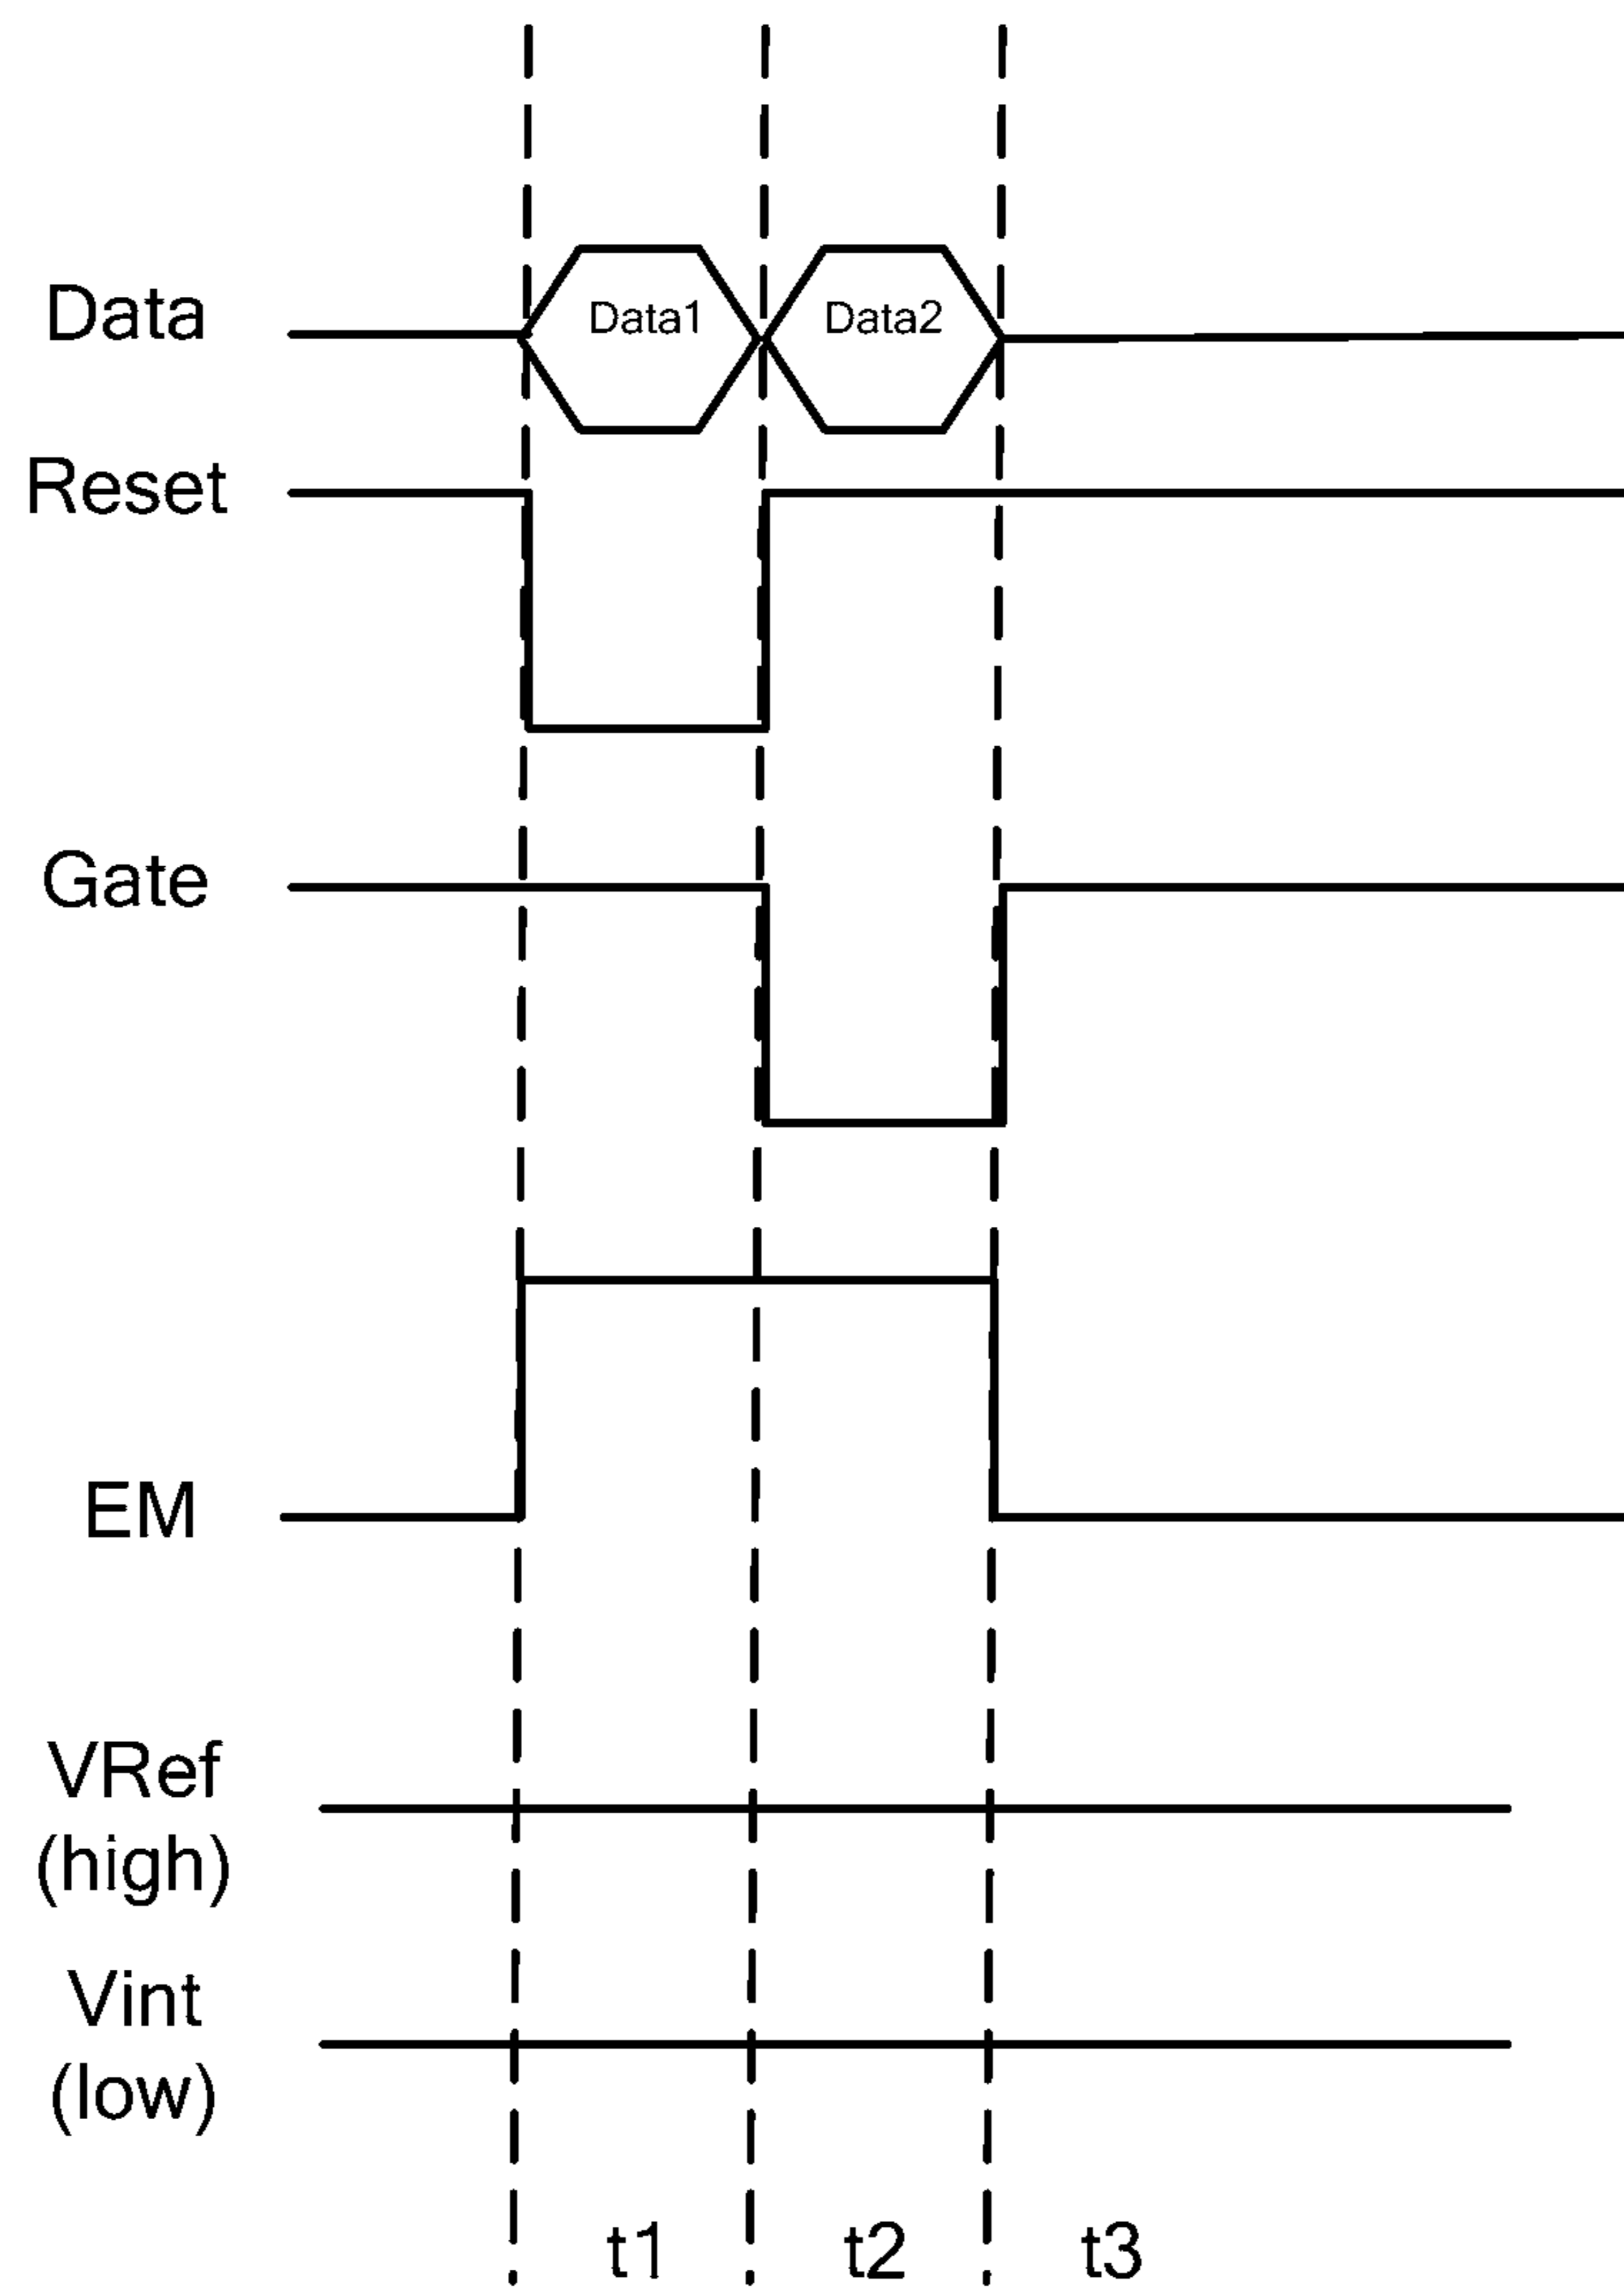 Data
Data1
Data2
Reset
Gate
EM
VRef
(high)
Vint
(low)
t1
t2
t3